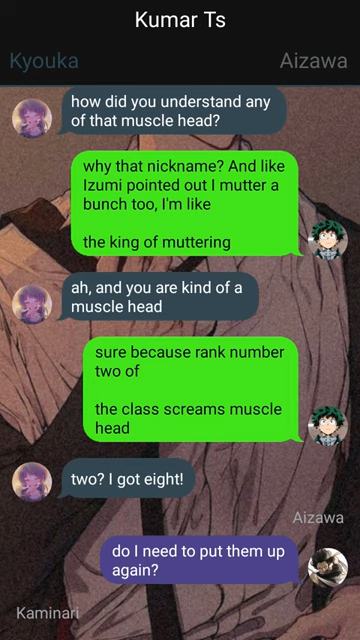 Kumar Ts
Kyouka
Aizawa
how did you understand any
of that muscle head?
why that nickname? And like
Izumi pointed out I mutter a
bunch too, I'm like
the king of muttering
ah, and you are kind of a
muscle head
sure because rank number
two of
the class screams muscle
head
two? I got eight!
Aizawa
do I need to put them up
again?
Kaminari